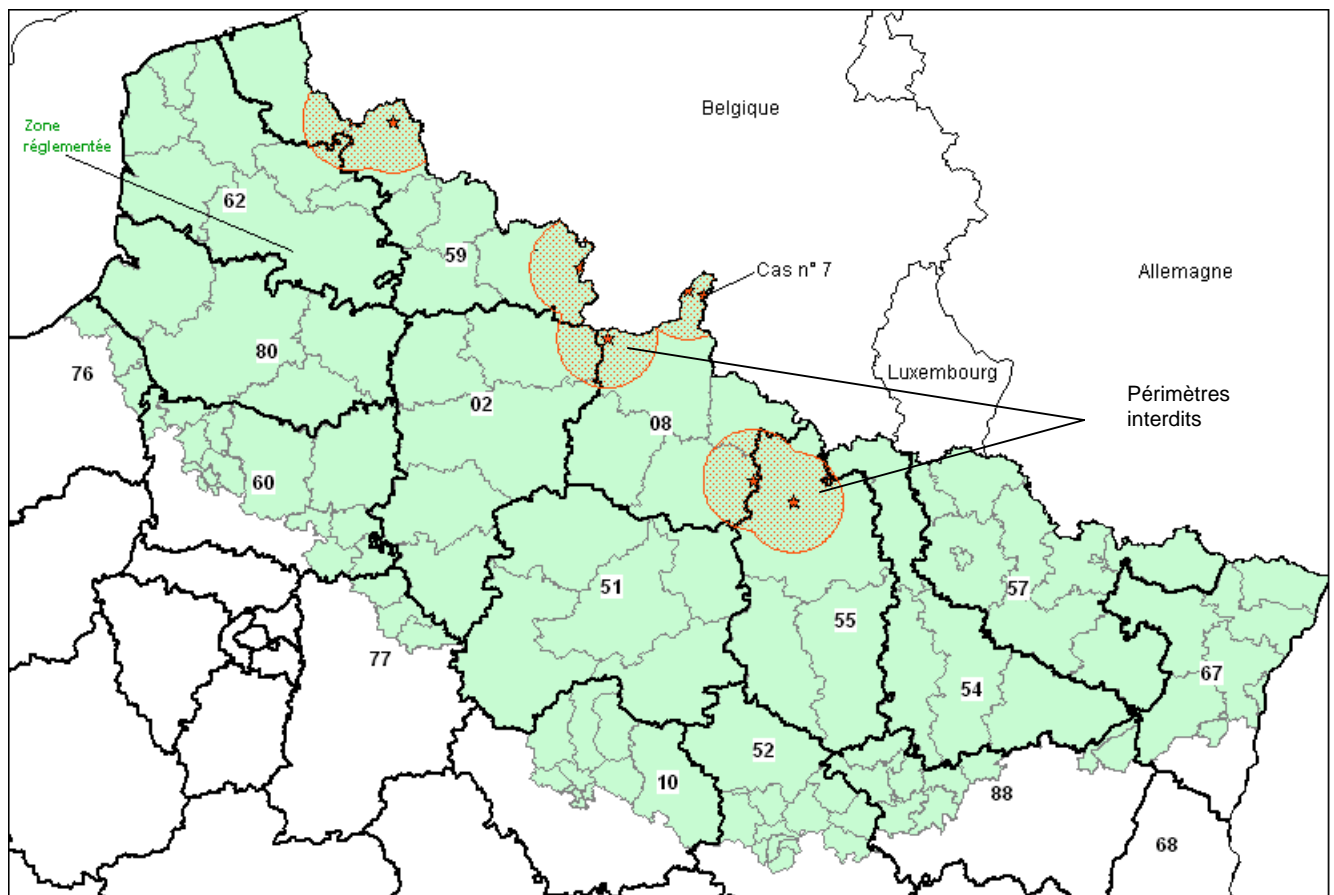 Belgique
Zone
réglementée
62
59
Cas n° 7
Allemagne
76
80
02
Luxembourg
08
Périmètres
interdits
60
51
57
55
77
67
54
52
10
88
68